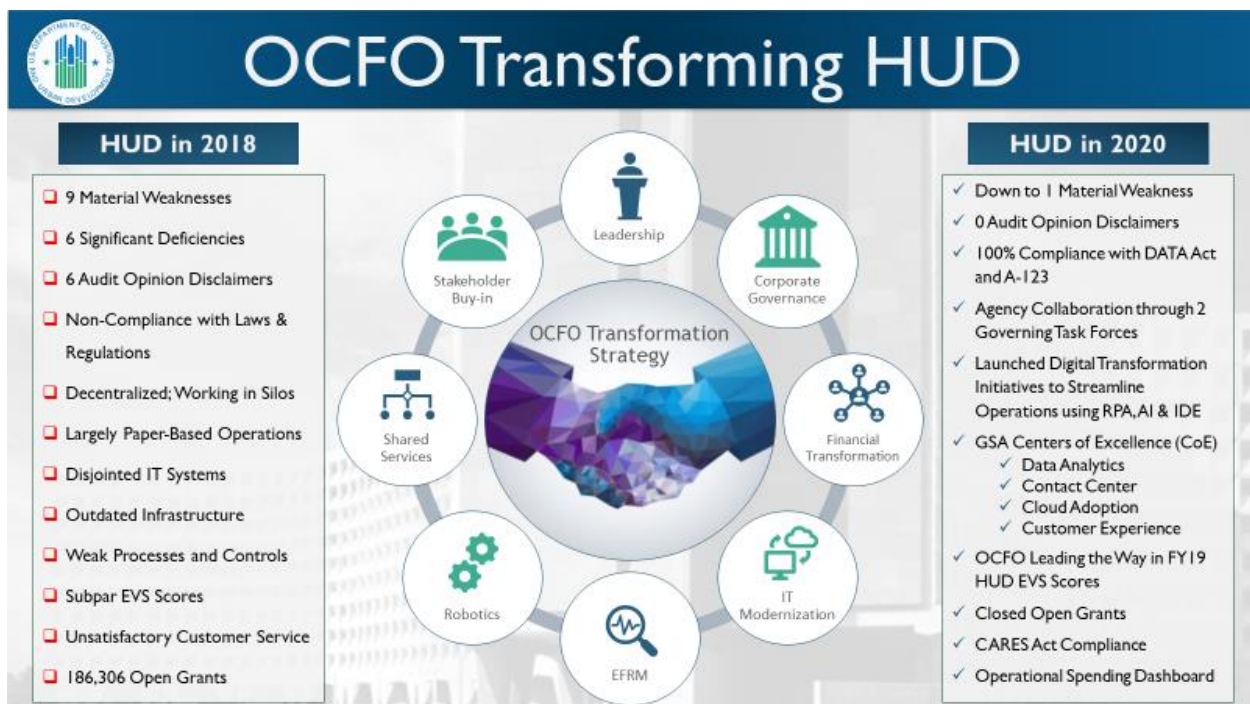 U.S. DEPARTMENT OF HOUSING
AND URBAN DEVELOPMENT
OCFO Transforming HUD
HUD in 2018
9 Material Weaknesses
6 Significant Deficiencies
6 Audit Opinion Disclaimers
Non-Compliance with Laws &
Regulations
Decentralized; Working in Silos
Largely Paper-Based Operations
Disjointed IT Systems
Outdated Infrastructure
Weak Processes and Controls
Subpar EVS Scores
Unsatisfactory Customer Service
186,306 Open Grants
OCFO Transformation
Strategy
Leadership
Corporate
Governance
Financial
Transformation
IT
Modernization
EFRM
Robotics
Shared
Services
Stakeholder
Buy-in
HUD in 2020
Down to 1 Material Weakness
0 Audit Opinion Disclaimers
100% Compliance with DATA Act
and A-123
Agency Collaboration through 2
Governing Task Forces
Launched Digital Transformation
Initiatives to Streamline
Operations using RPA, AI & IDE
GSA Centers of Excellence (CoE)
Data Analytics
Contact Center
Cloud Adoption
Customer Experience
OCFO Leading the Way in FY19
HUD EVS Scores
Closed Open Grants
CARES Act Compliance
Operational Spending Dashboard